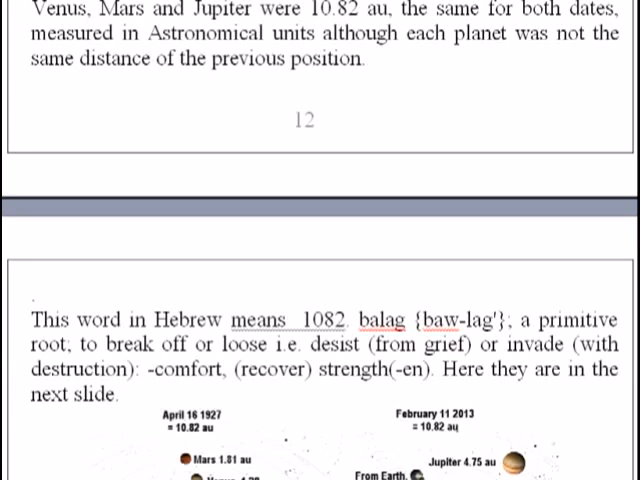 Venus, Mars and Jupiter were 10.82 au, the same for both dates,
measured in Astronomical units although each planet was not the
same distance of the previous position.
12
This word in Hebrew means 1082. balag {baw-lag'}; a primitive
root; to break off or loose i.e. desist (from grief) or invade (with
destruction): -comfort, (recover) strength(-en). Here they are in the
next slide.
April 16 1927
= 10.82 au
February 11 2013
= 10.82 au
Mars 1.81 au
Jupiter 4.75 au
From Earth,